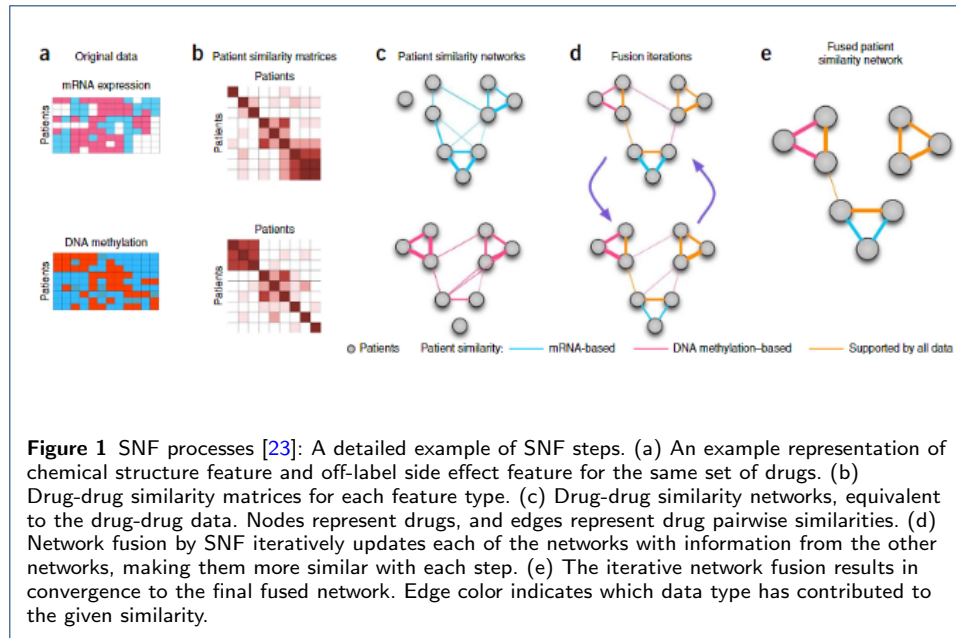 a Original data
mRNA expression
Patients
DNA methylation
Patients
b Patient similarity matrices
Patients
Patients
Patients
Patients
c Patient similarity networks
d Fusion iterations
e Fused patient
similarity network
Patients Patient similarity: mRNA-based DNA methylation–based Supported by all data
Figure 1 SNF processes [23]: A detailed example of SNF steps. (a) An example representation of
chemical structure feature and off-label side effect feature for the same set of drugs. (b)
Drug-drug similarity matrices for each feature type. (c) Drug-drug similarity networks, equivalent
to the drug-drug data. Nodes represent drugs, and edges represent drug pairwise similarities. (d)
Network fusion by SNF iteratively updates each of the networks with information from the other
networks, making them more similar with each step. (e) The iterative network fusion results in
convergence to the final fused network. Edge color indicates which data type has contributed to
the given similarity.